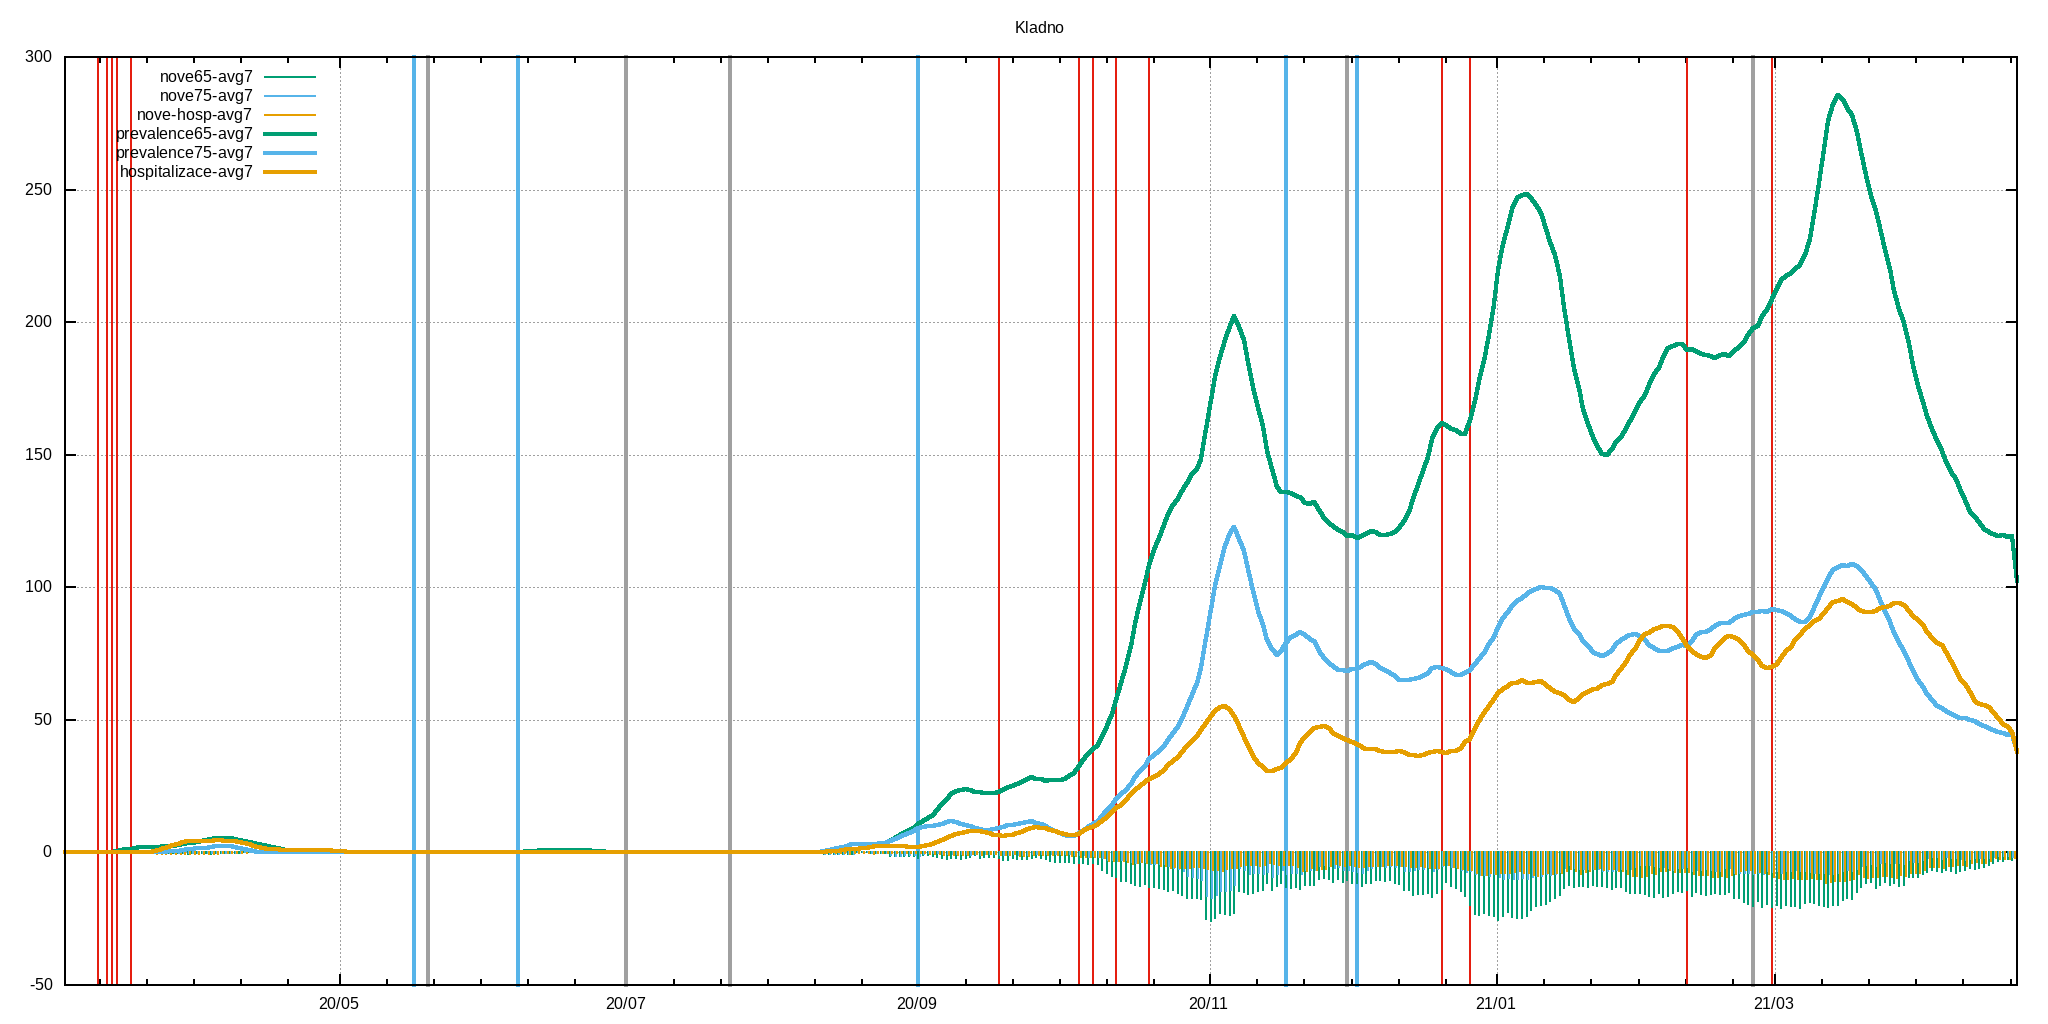 Kladno
300
nove65-avg7
nove75-avg7
nove-hosp-avg7
prevalence65-avg7
prevalence75-avg7
hospitalizace-avg7
250
200
150
100
50
0
-50
20/05 20/07 20/09 20/11 21/01 21/03